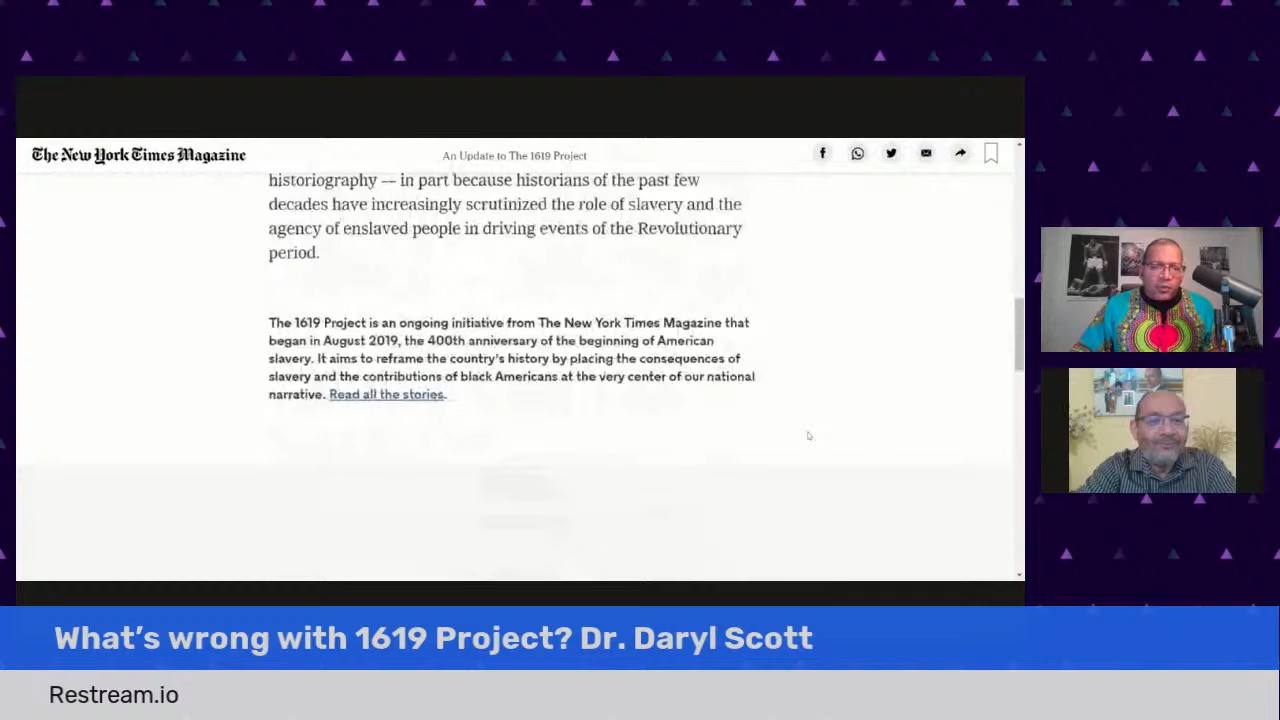 The New York Times Magazine
An Update to The 1619 Project
historiography — in part because historians of the past few
decades have increasingly scrutinized the role of slavery and the
agency of enslaved people in driving events of the Revolutionary
period.
The 1619 Project is an ongoing initiative from The New York Times Magazine that
began in August 2019, the 400th anniversary of the beginning of American
slavery. It aims to reframe the country's history by placing the consequences of
slavery and the contributions of black Americans at the very center of our national
narrative. Read all the stories.
What's wrong with 1619 Project? Dr. Daryl Scott
Restream.io